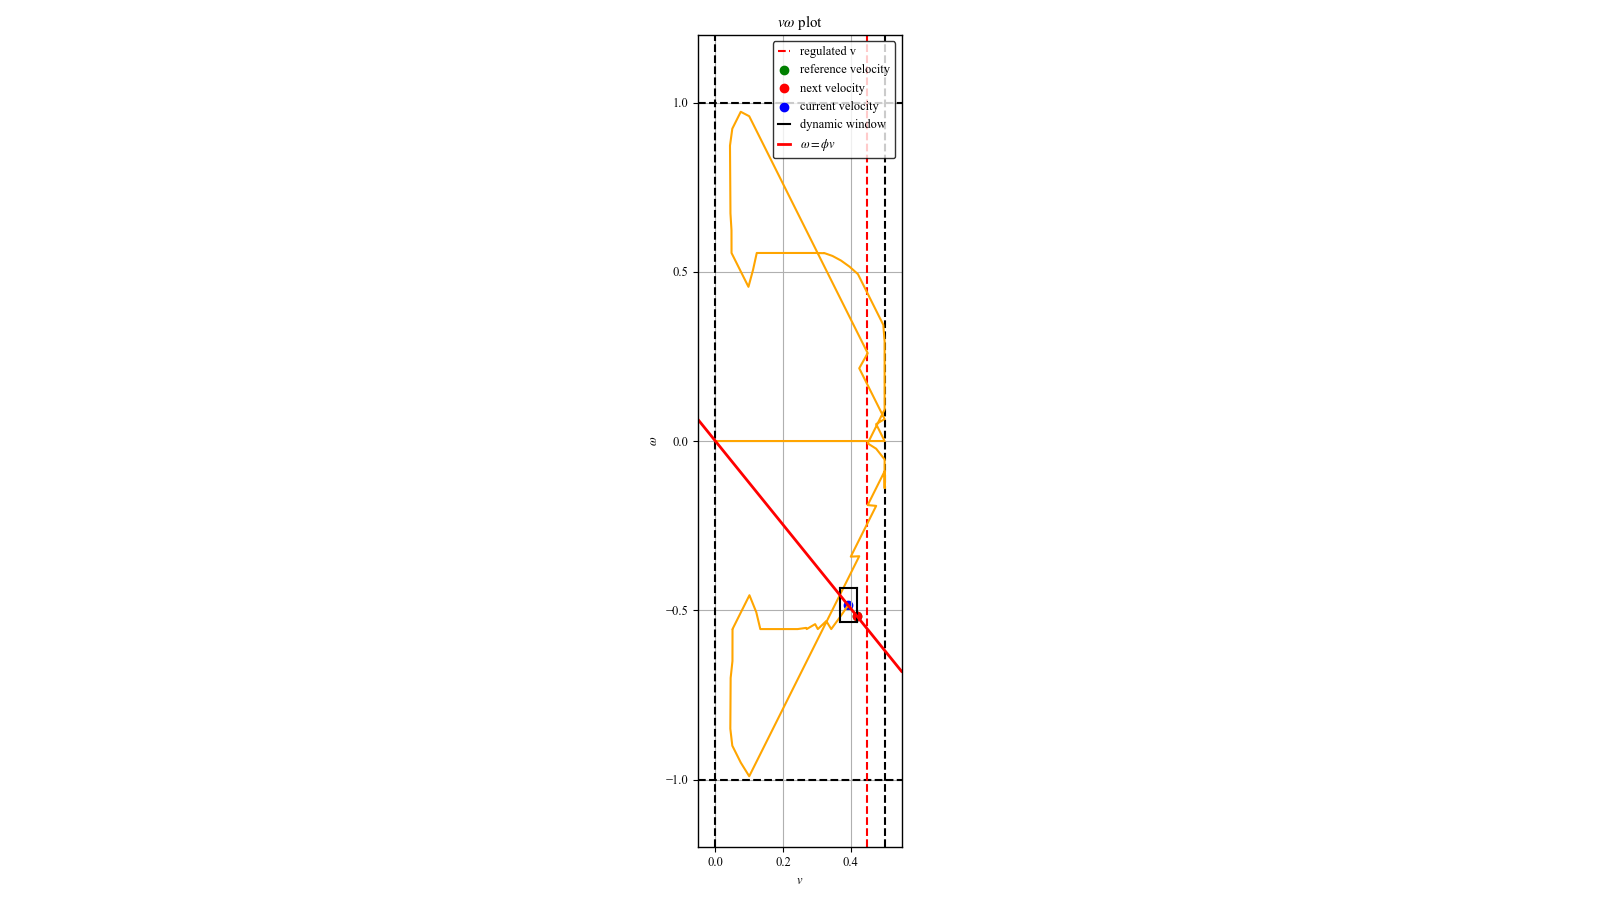 vω plot
regulated v
reference velocity
next velocity
current velocity
dynamic window
ω = ϕv
1.0
0.5
0.0
−0.5
−1.0
ω
0.0 0.2 0.4
v